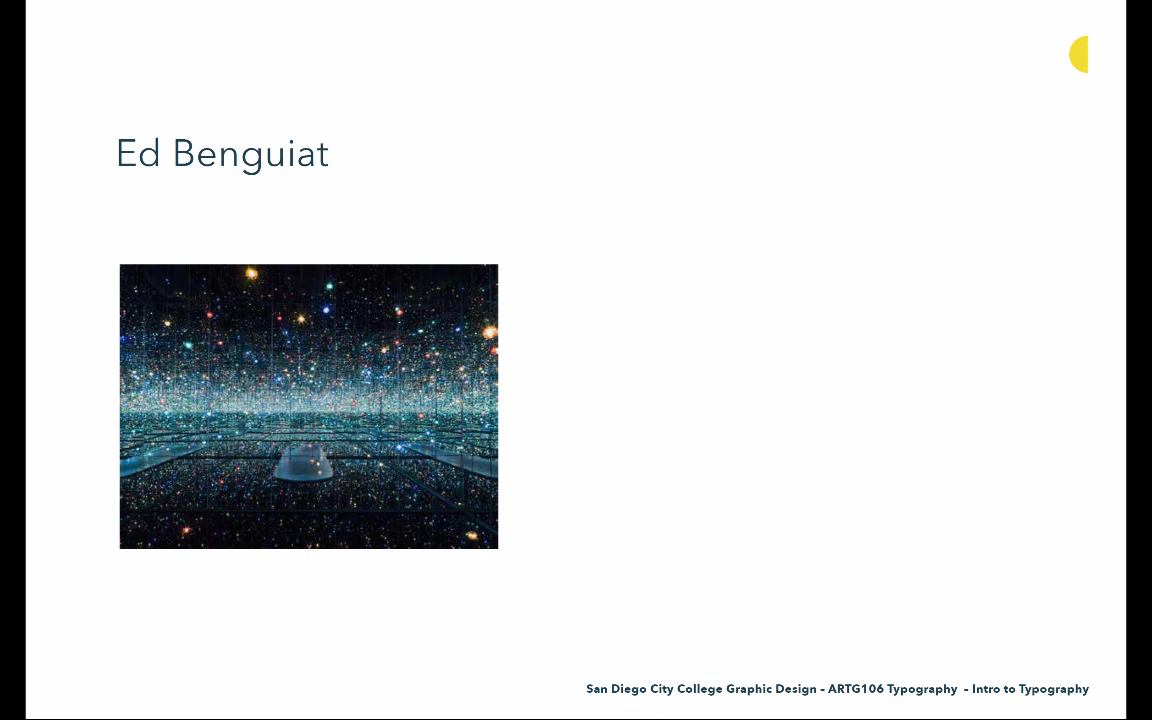 Ed Benguiat
San Diego City College Graphic Design – ARTG106 Typography – Intro to Typography